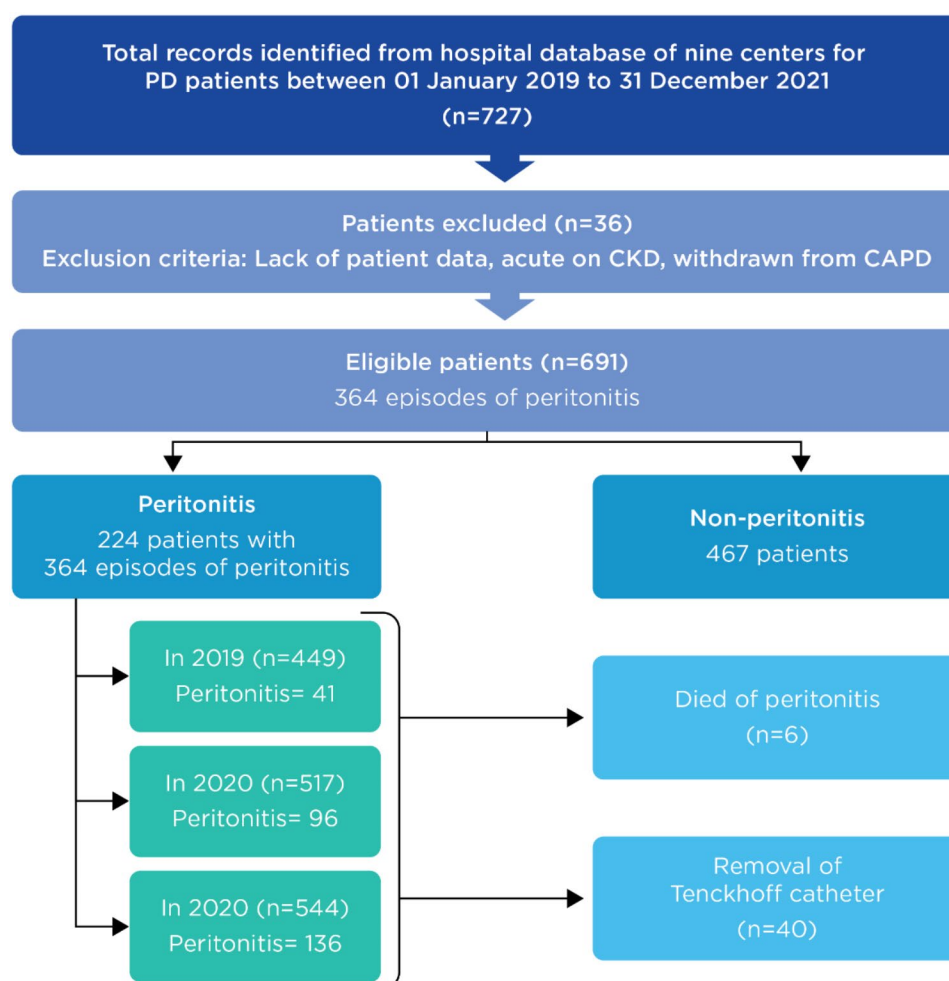 Total records identified from hospital database of nine centers for
PD patients between 01 January 2019 to 31 December 2021
(n=727)
Patients excluded (n=36)
Exclusion criteria: Lack of patient data, acute on CKD, withdrawn from CAPD
Eligible patients (n=691)
364 episodes of peritonitis
Peritonitis
224 patients with
364 episodes of peritonitis
Non-peritonitis
467 patients
In 2019 (n=449)
Peritonitis= 41
In 2020 (n=517)
Peritonitis= 96
In 2020 (n=544)
Peritonitis= 136
Died of peritonitis
(n=6)
Removal of
Tenckhoff catheter
(n=40)